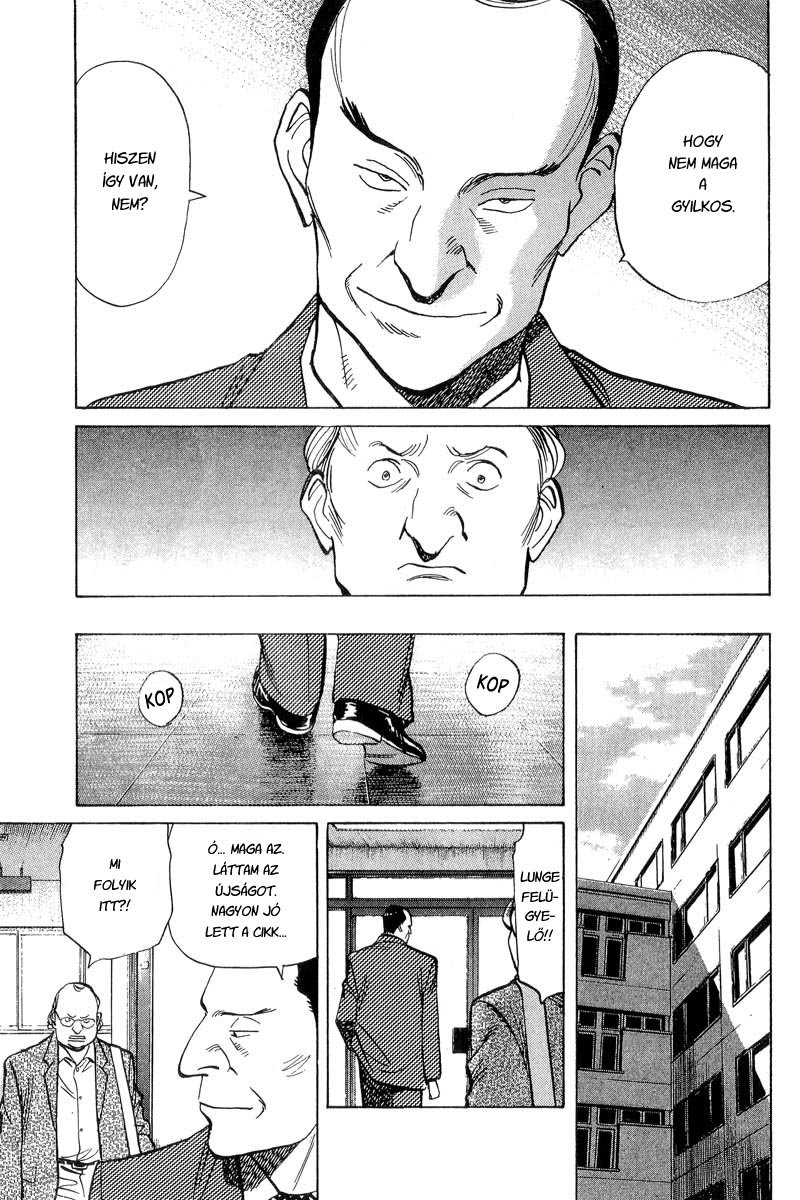 HOGY
NEM MAGA
A
GYILKOS.
HISZEN
ÍGY VAN,
NEM?
KOP
KOP
LUNGE
FELÜ-
GYE-
LŐ!!
Ó... MAGA AZ.
LÁTTAM AZ
ÚJSÁGOT.
NAGYON JÓ
LETT A CIKK...
MI
FOLYIK
ITT?!